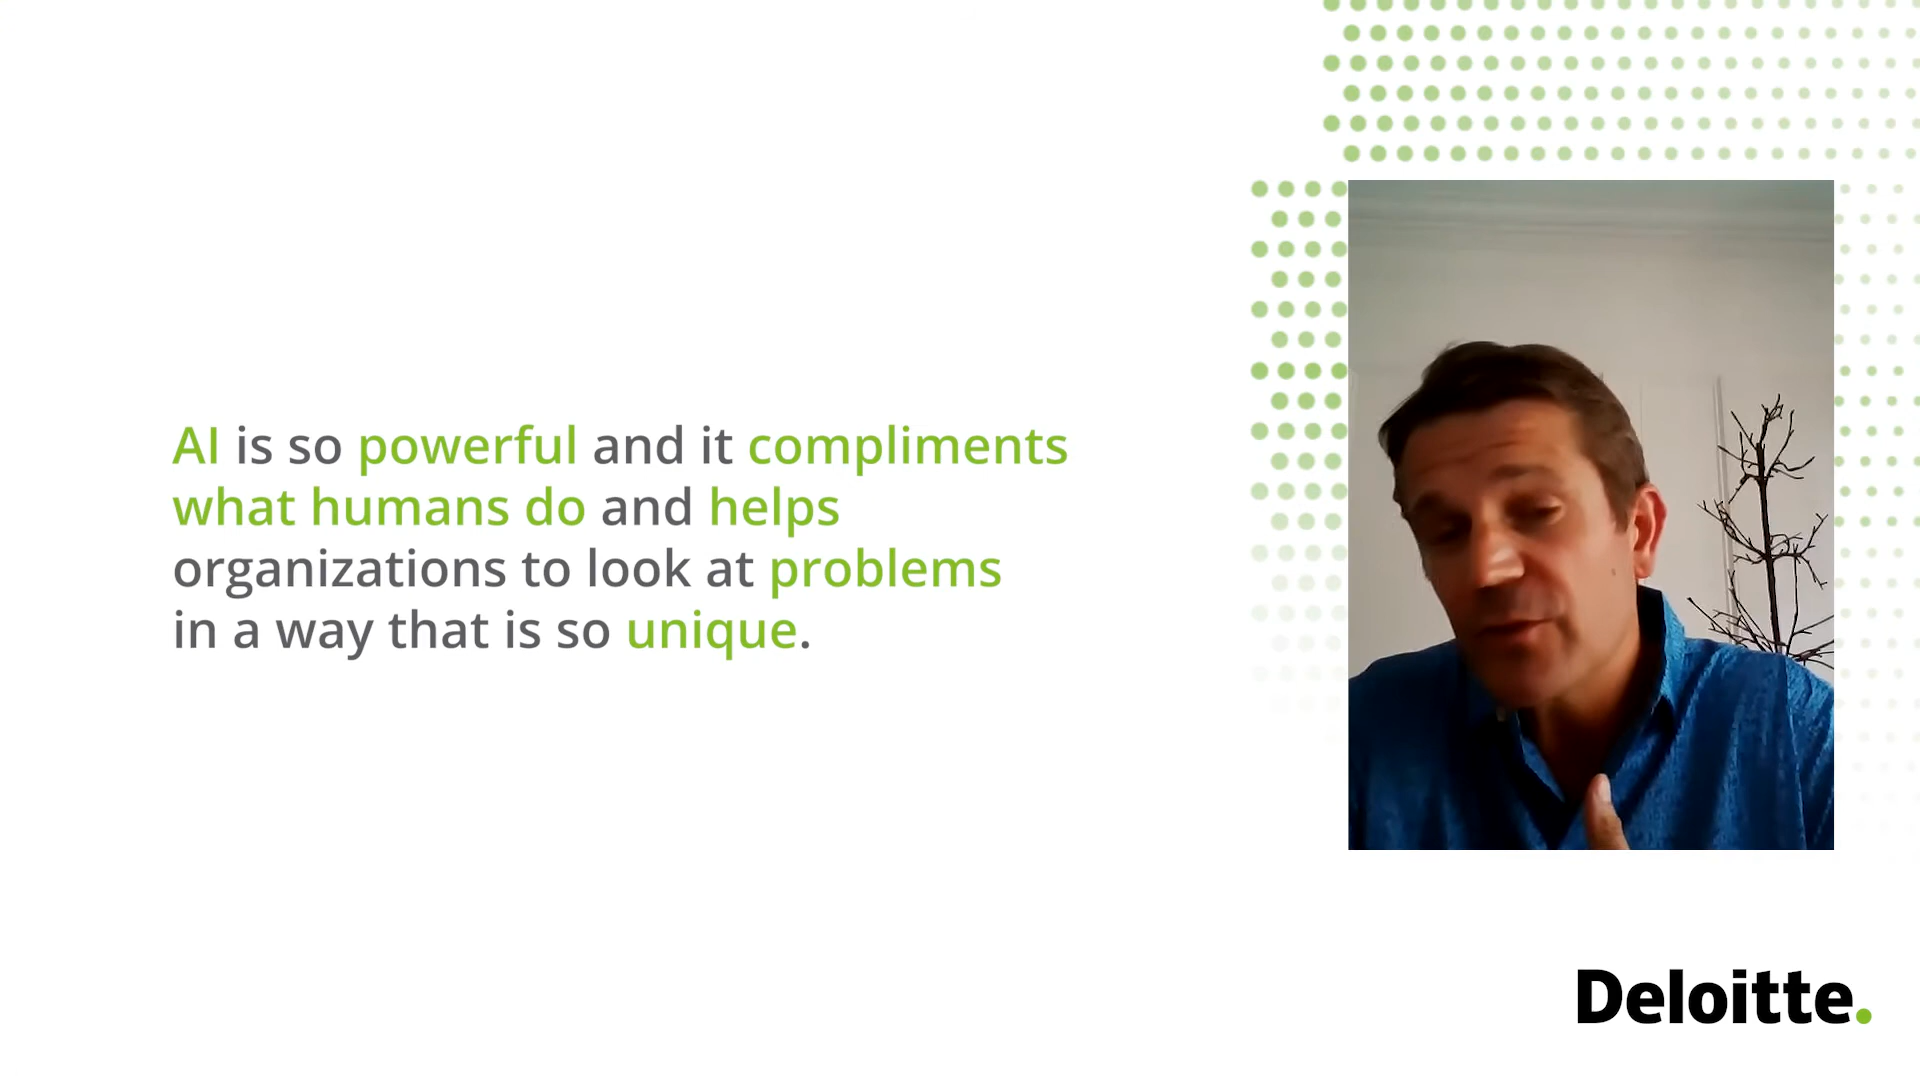 AI is so powerful and it compliments
what humans do and helps
organizations to look at problems
in a way that is so unique.
Deloitte.